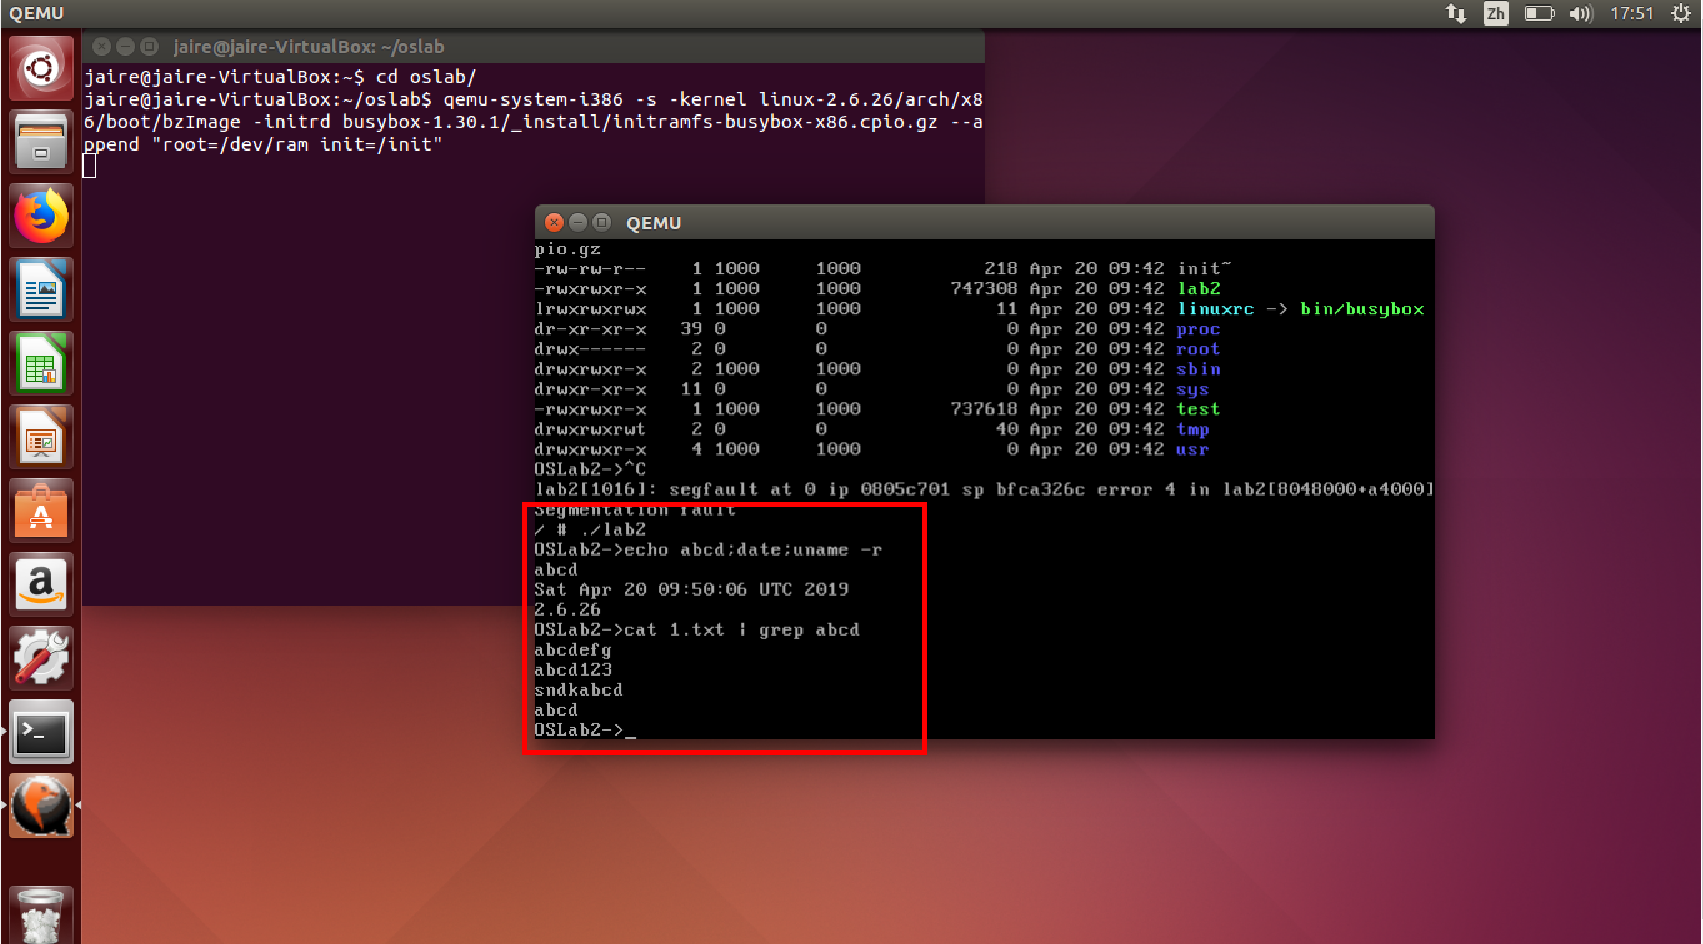 QEMU
Zh
17:51
jaire@jaire-VirtualBox: ~/oslab
jaire@jaire-VirtualBox:~$ cd oslab/
jaire@jaire-VirtualBox:~/oslab$ qemu-system-i386 -s -kernel linux-2.6.26/arch/x8
6/boot/bzImage -initrd busybox-1.30.1/_install/initramfs-busybox-x86.cpio.gz --a
ppend "root=/dev/ram init=/init"
QEMU
pio.gz
-rw-rw-r--    1 1000     1000           218 Apr 20 09:42 init~
-rwxrwxr-x    1 1000     1000        747308 Apr 20 09:42 lab2
lrwxrwxrwx    1 1000     1000            11 Apr 20 09:42 linuxrc -> bin/busybox
dr-xr-xr-x   39 0        0                0 Apr 20 09:42 proc
drwx------    2 0        0                0 Apr 20 09:42 root
drwxrwxr-x    2 1000     1000             0 Apr 20 09:42 sbin
drwxr-xr-x   11 0        0                0 Apr 20 09:42 sys
-rwxrwxr-x    1 1000     1000        737618 Apr 20 09:42 test
drwxrwxrwt    2 0        0               40 Apr 20 09:42 tmp
drwxrwxr-x    4 1000     1000             0 Apr 20 09:42 usr
OSLab2->^C
lab2[1016]: segfault at 0 ip 0805c701 sp bfca326c error 4 in lab2[8048000+a4000]
Segmentation fault
/ # ./lab2
OSLab2->echo abcd;date;uname -r
abcd
Sat Apr 20 09:50:06 UTC 2019
2.6.26
OSLab2->cat 1.txt | grep abcd
abcdefg
abcd123
sndkabcd
abcd
OSLab2->_